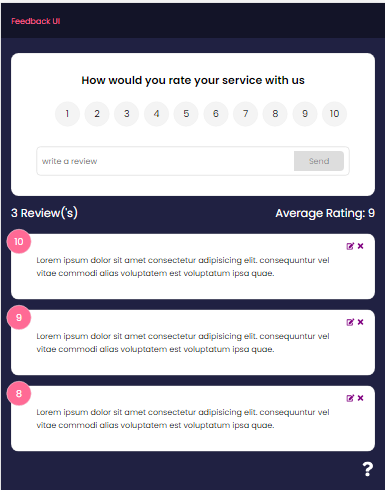 Feedback UI
How would you rate your service with us
1 2 3 4 5 6 7 8 9 10
write a review Send
3 Review('s) Average Rating: 9
10
Lorem ipsum dolor sit amet consectetur adipisicing elit. consequuntur vel
vitae commodi alias voluptatem est voluptatum ipsa quae.
9
Lorem ipsum dolor sit amet consectetur adipisicing elit. consequuntur vel
vitae commodi alias voluptatem est voluptatum ipsa quae.
8
Lorem ipsum dolor sit amet consectetur adipisicing elit. consequuntur vel
vitae commodi alias voluptatem est voluptatum ipsa quae.
?